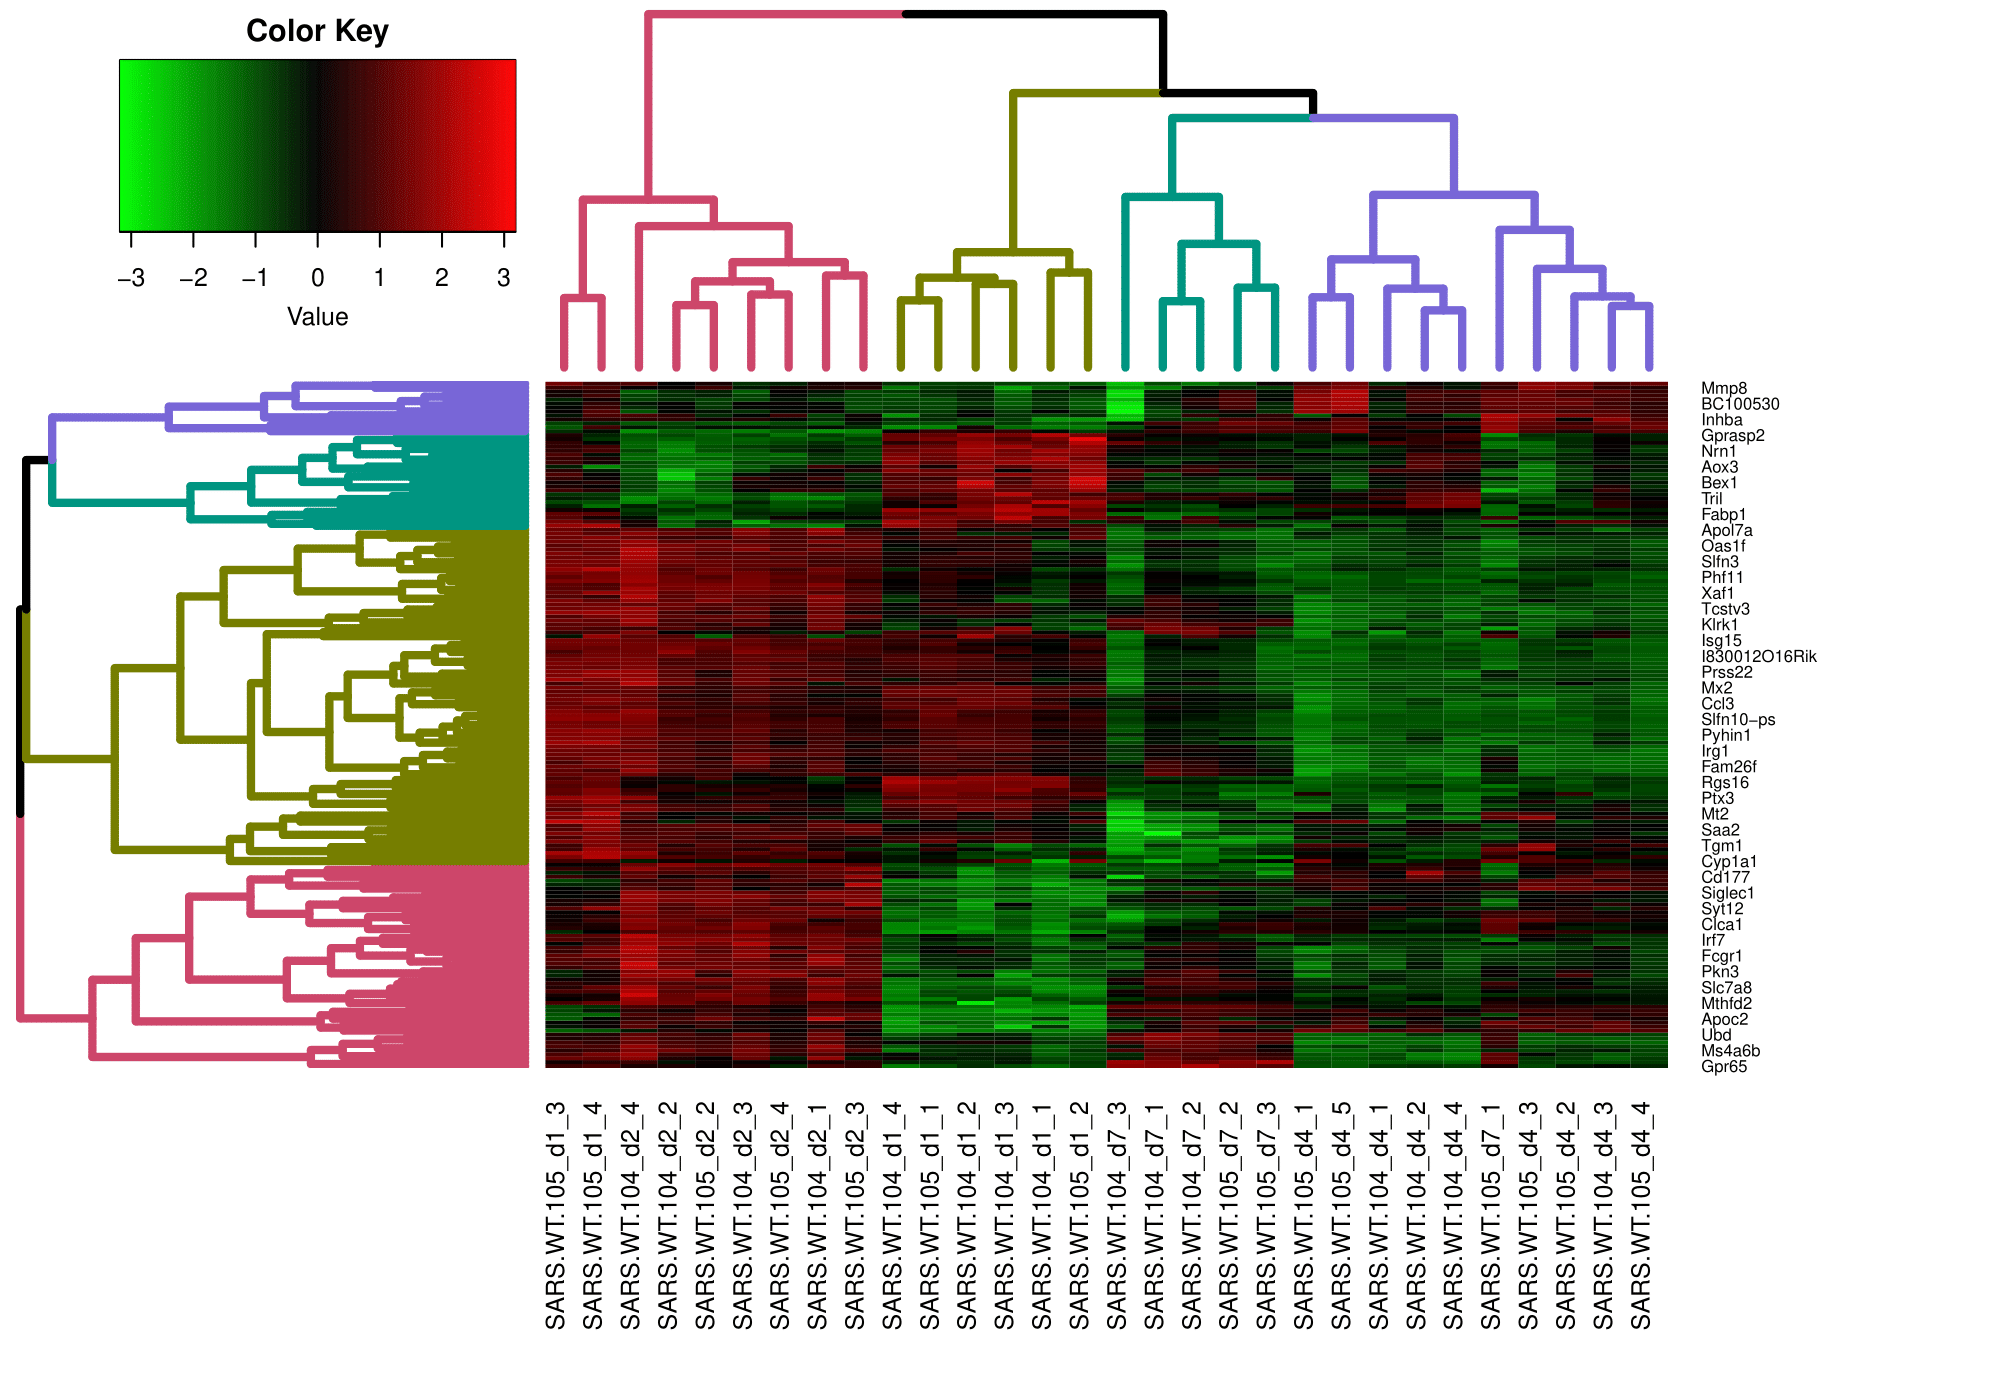 Color Key
−3 −2 −1 0 1 2 3
Value
Mmp8
BC100530
Inhba
Gprasp2
Nrn1
Aox3
Bex1
Tril
Fabp1
Apol7a
Oas1f
Slfn3
Phf11
Xaf1
Tcstv3
Klrk1
Isg15
I830012O16Rik
Prss22
Mx2
Ccl3
Slfn10−ps
Pyhin1
Irg1
Fam26f
Rgs16
Ptx3
Mt2
Saa2
Tgm1
Cyp1a1
Cd177
Siglec1
Syt12
Clca1
Irf7
Fcgr1
Pkn3
Slc7a8
Mthfd2
Apoc2
Ubd
Ms4a6b
Gpr65
SARS.WT.105_d1_3
SARS.WT.105_d1_4
SARS.WT.104_d2_4
SARS.WT.104_d2_2
SARS.WT.105_d2_2
SARS.WT.104_d2_3
SARS.WT.105_d2_4
SARS.WT.104_d2_1
SARS.WT.105_d2_3
SARS.WT.104_d1_4
SARS.WT.105_d1_1
SARS.WT.104_d1_2
SARS.WT.104_d1_3
SARS.WT.104_d1_1
SARS.WT.105_d1_2
SARS.WT.104_d7_3
SARS.WT.104_d7_1
SARS.WT.104_d7_2
SARS.WT.105_d7_2
SARS.WT.105_d7_3
SARS.WT.105_d4_1
SARS.WT.105_d4_5
SARS.WT.104_d4_1
SARS.WT.104_d4_2
SARS.WT.104_d4_4
SARS.WT.105_d7_1
SARS.WT.105_d4_3
SARS.WT.105_d4_2
SARS.WT.104_d4_3
SARS.WT.105_d4_4